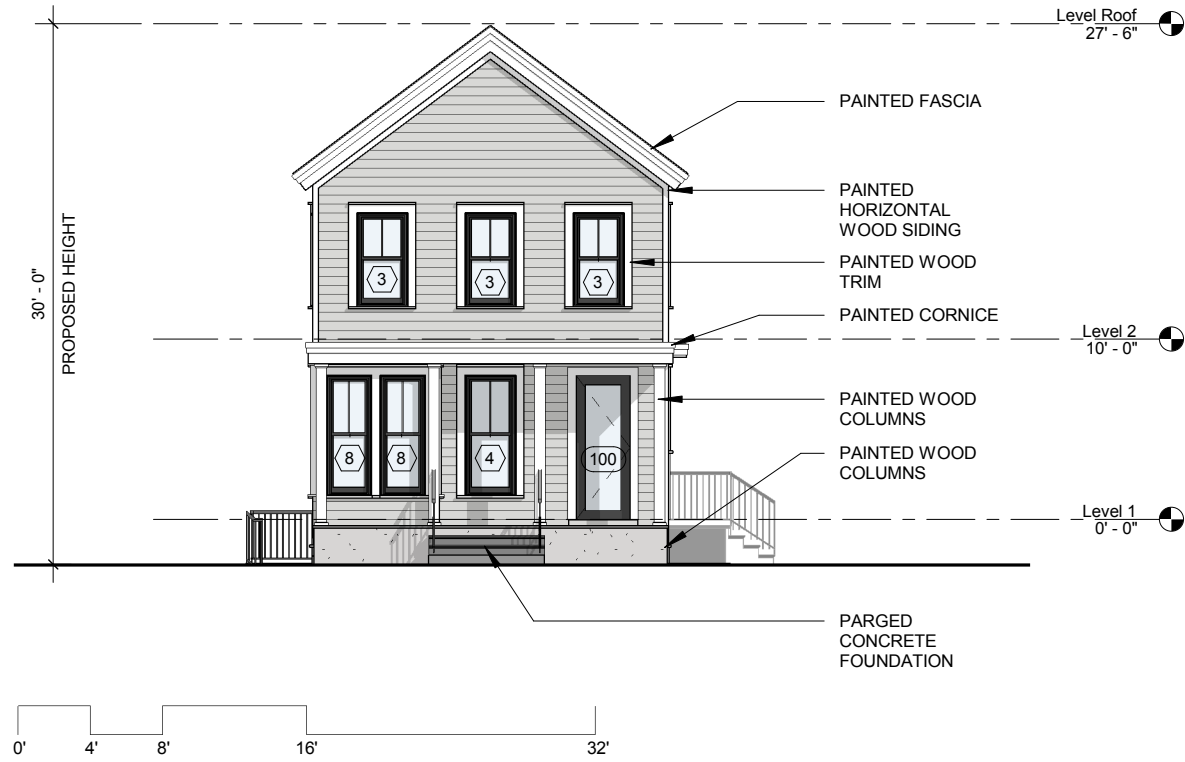 Level Roof
27' - 6"
PAINTED FASCIA
PAINTED
HORIZONTAL
WOOD SIDING
PAINTED WOOD
TRIM
PAINTED CORNICE
Level 2
10' - 0"
PAINTED WOOD
COLUMNS
PAINTED WOOD
COLUMNS
Level 1
0' - 0"
PARGED
CONCRETE
FOUNDATION
30' - 0"
PROPOSED HEIGHT
3
3
3
8
8
4
100
0'
4'
8'
16'
32'